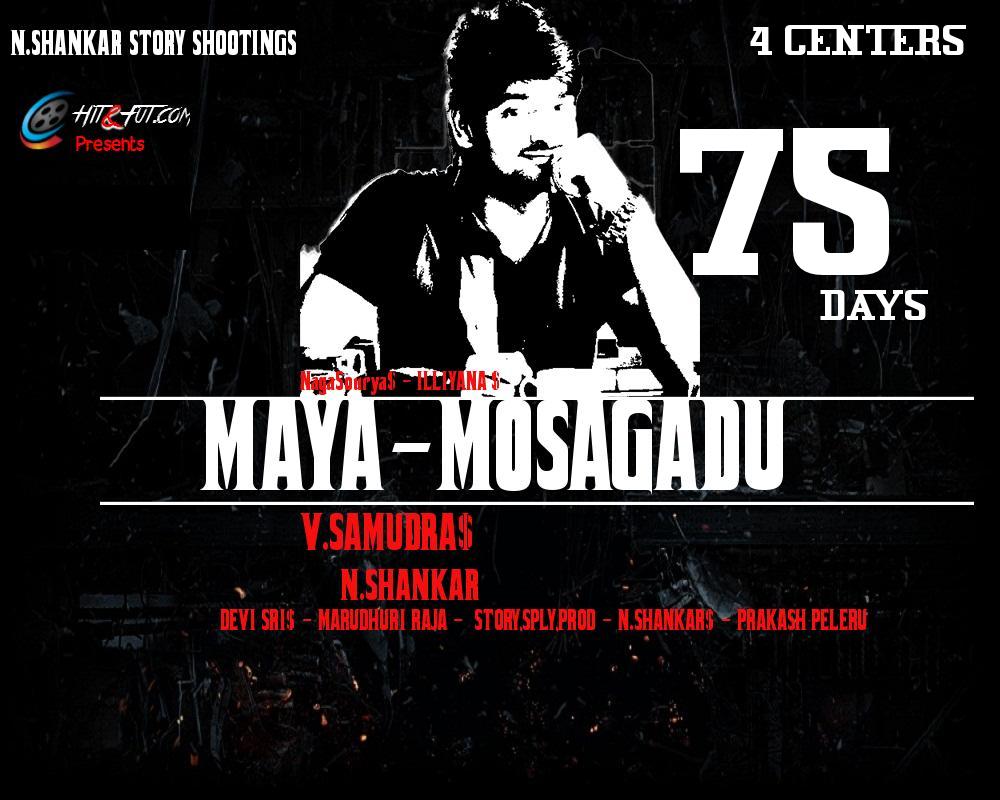 N.SHANKAR STORY SHOOTINGS
4 CENTERS
HIT&FUT.COM
Presents
75
DAYS
NagaSourya$ - ILLIYANA $
MAYA - MOSAGADU
V.SAMUDRA$
N.SHANKAR
DEVI SRI$ - MARUDHURI RAJA - STORY,SPLY,PROD - N.SHANKAR$ - PRAKASH PELERU